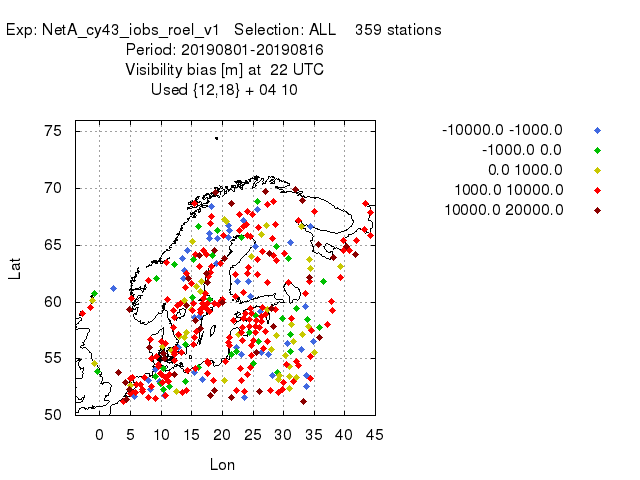 Exp: NetA_cy43_iobs_roel_v1 Selection: ALL 359 stations
Period: 20190801-20190816
Visibility bias [m] at 22 UTC
Used {12,18} + 04 10
-10000.0 -1000.0
-1000.0 0.0
0.0 1000.0
1000.0 10000.0
10000.0 20000.0
75
70
65
60
55
50
Lat
0 5 10 15 20 25 30 35 40 45
Lon